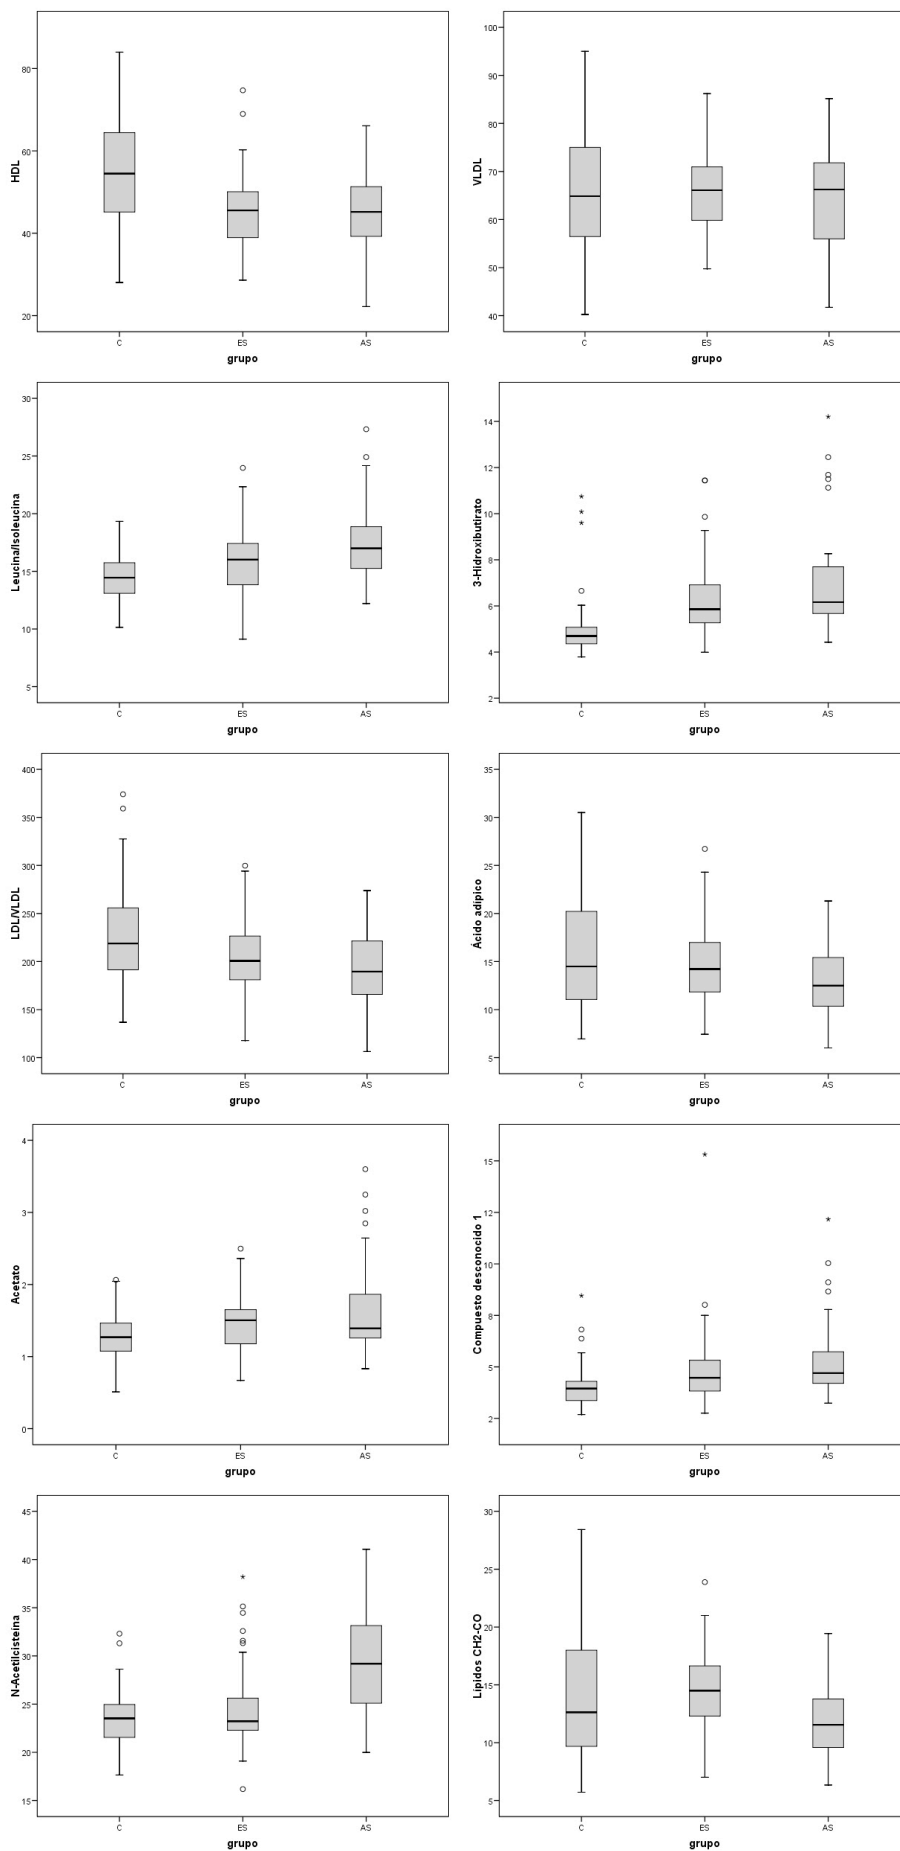 HDL
80
60
40
20
C ES AS
grupo
VLDL
100
90
80
70
60
50
40
C ES AS
grupo
Leucina/Isoleucina
30
25
20
15
10
5
C ES AS
grupo
3-Hidroxibutirato
14
12
10
8
6
4
2
C ES AS
grupo
LDL/VLDL
400
350
300
250
200
150
100
C ES AS
grupo
Ácido adípico
35
30
25
20
15
10
5
C ES AS
grupo
Acetato
4
3
2
1
0
C ES AS
grupo
Compuesto desconocido 1
15
12
10
8
5
2
C ES AS
grupo
N-Acetilcisteína
45
40
35
30
25
20
15
C ES AS
grupo
Lípidos CH2-CO
30
25
20
15
10
5
C ES AS
grupo